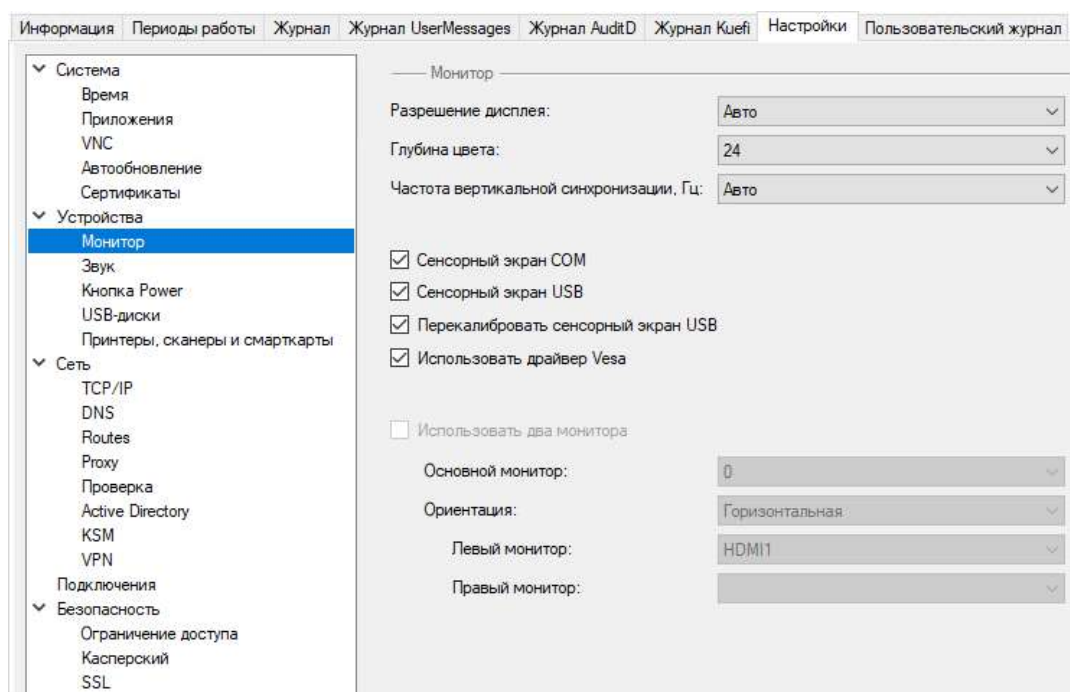 Информация Периоды работы Журнал Журнал UserMessages Журнал AuditD Журнал Kuefi Настройки Пользовательский журнал
Система
Время
Приложения
VNC
Автообновление
Сертификаты
Устройства
Монитор
Звук
Кнопка Power
USB-диски
Принтеры, сканеры и смарткарты
Сеть
TCP/IP
DNS
Routes
Proxy
Проверка
Active Directory
KSM
VPN
Подключения
Безопасность
Ограничение доступа
Касперский
SSL
Монитор
Разрешение дисплея: Авто
Глубина цвета: 24
Частота вертикальной синхронизации, Гц: Авто
Сенсорный экран COM
Сенсорный экран USB
Перекалибровать сенсорный экран USB
Использовать драйвер Vesa
Использовать два монитора
Основной монитор: 0
Ориентация: Горизонтальная
Левый монитор: HDMI1
Правый монитор: